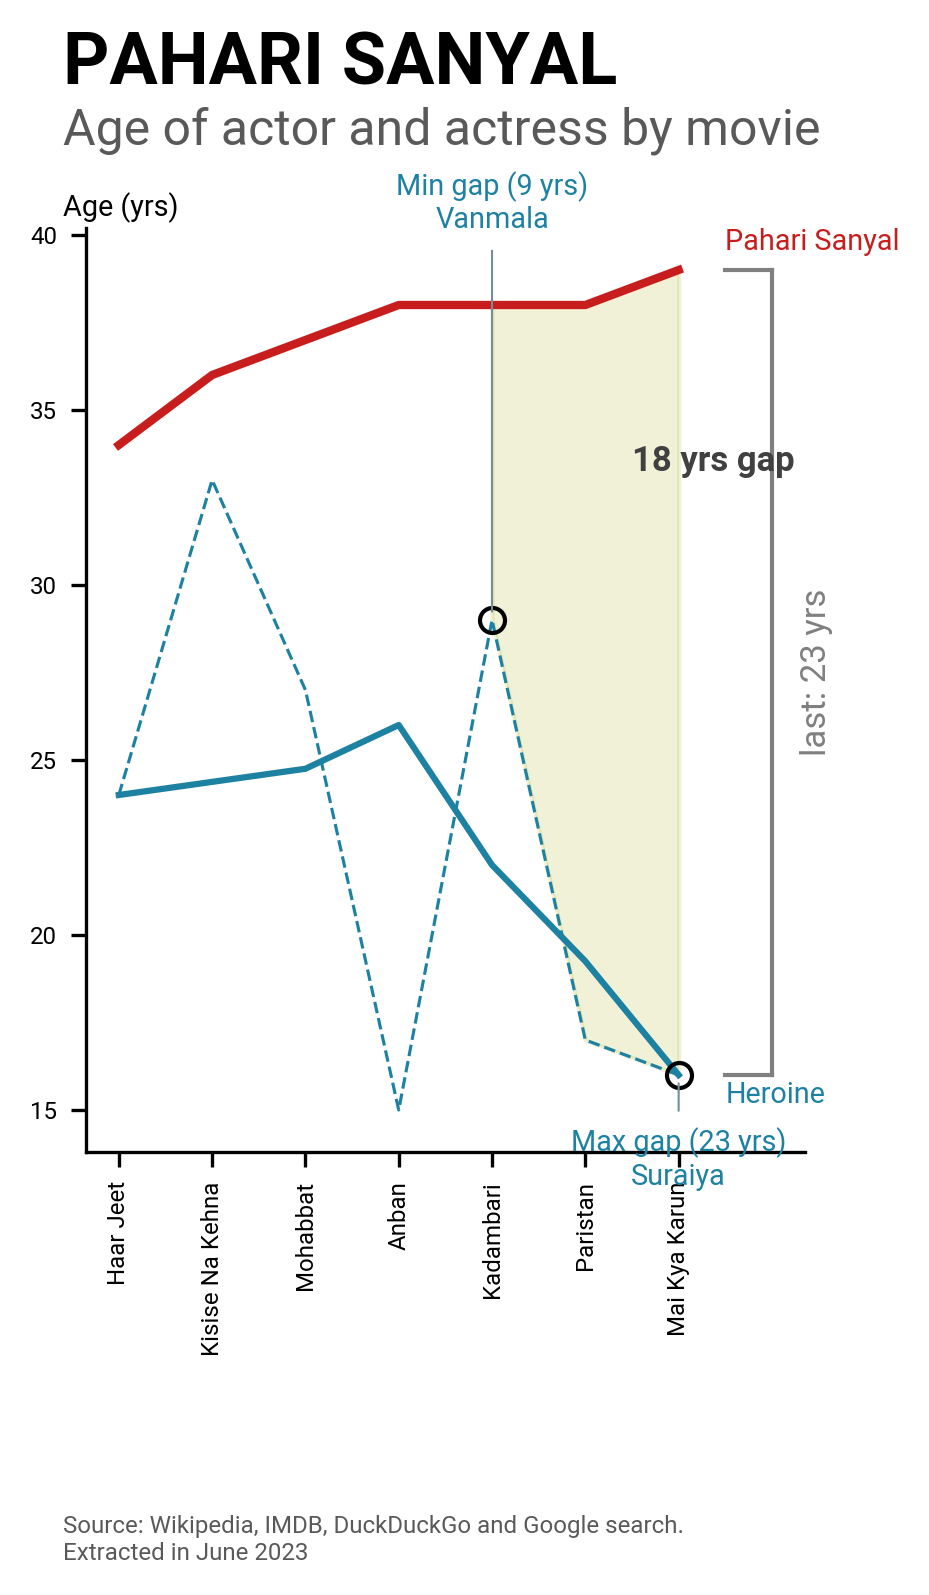 PAHARI SANYAL
Age of actor and actress by movie
Min gap (9 yrs)
Vanmala
Age (yrs)
40
35
30
25
20
15
Pahari Sanyal
18 yrs gap
last: 23 yrs
Heroine
Max gap (23 yrs)
Suraiya
Haar Jeet
Kisise Na Kehna
Mohabbat
Anban
Kadambari
Paristan
Mai Kya Karun
Source: Wikipedia, IMDB, DuckDuckGo and Google search.
Extracted in June 2023